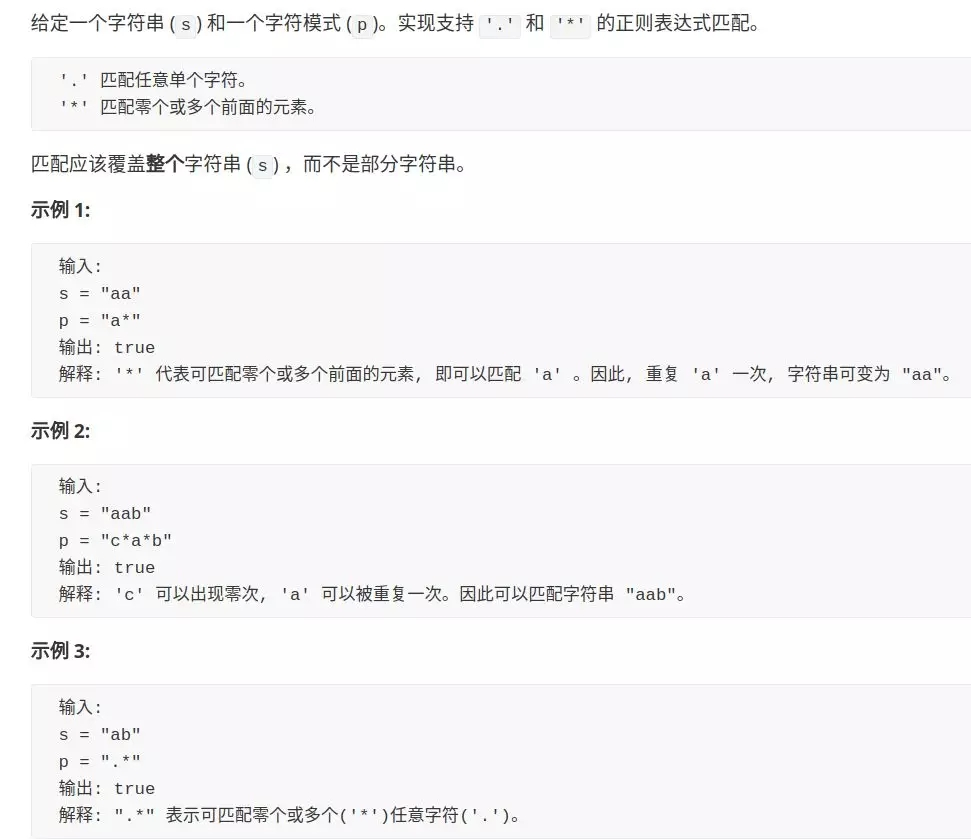 给定一个字符串 (s) 和一个字符模式 (p)。实现支持 '.' 和 '*' 的正则表达式匹配。
'.' 匹配任意单个字符。
'*' 匹配零个或多个前面的元素。
匹配应该覆盖整个字符串 (s) ，而不是部分字符串。
示例 1:
输入:
s = "aa"
p = "a*"
输出: true
解释: '*' 代表可匹配零个或多个前面的元素, 即可以匹配 'a' 。因此, 重复 'a' 一次, 字符串可变为 "aa"。
示例 2:
输入:
s = "aab"
p = "c*a*b"
输出: true
解释: 'c' 可以出现零次, 'a' 可以被重复一次。因此可以匹配字符串 "aab"。
示例 3:
输入:
s = "ab"
p = ".*"
输出: true
解释: ".*" 表示可匹配零个或多个('*')任意字符('.')。